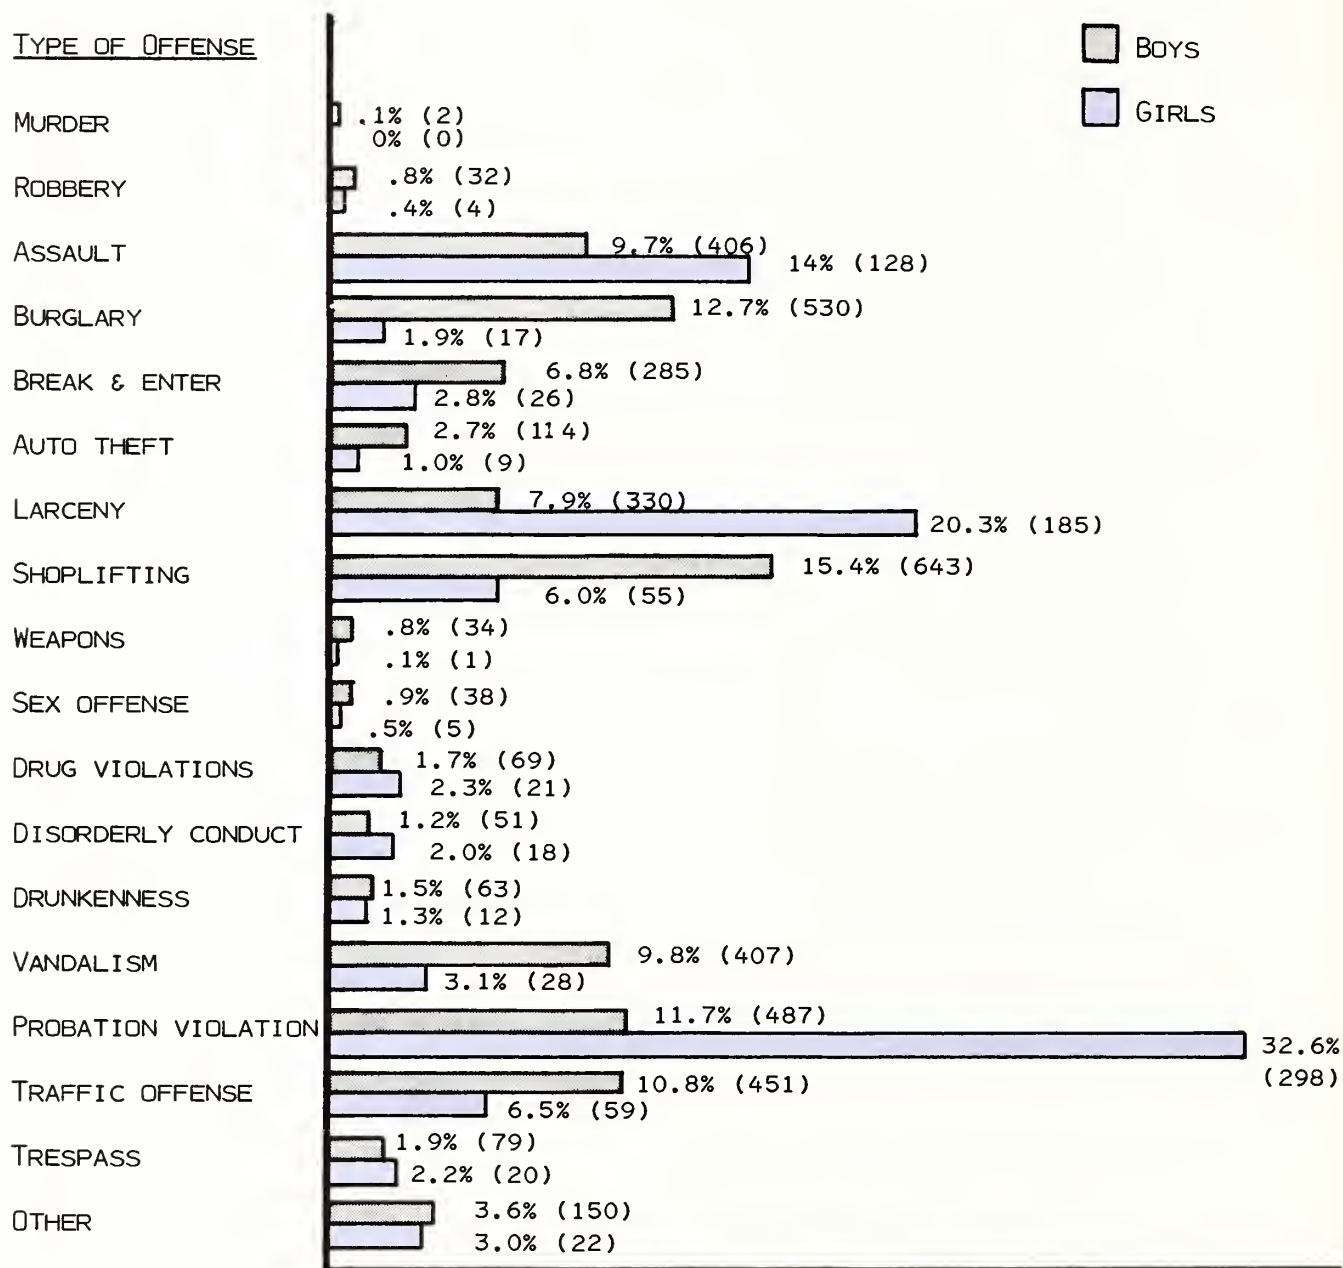 TYPE OF OFFENSE
BOYS
GIRLS
MURDER
.1% (2)
0% (0)
ROBBERY
.8% (32)
.4% (4)
ASSAULT
9.7% (406)
14% (128)
BURGLARY
12.7% (530)
1.9% (17)
BREAK & ENTER
6.8% (285)
2.8% (26)
AUTO THEFT
2.7% (114)
1.0% (9)
LARCENY
7.9% (330)
20.3% (185)
SHOPLIFTING
15.4% (643)
6.0% (55)
WEAPONS
.8% (34)
.1% (1)
SEX OFFENSE
.9% (38)
.5% (5)
DRUG VIOLATIONS
1.7% (69)
2.3% (21)
DISORDERLY CONDUCT
1.2% (51)
2.0% (18)
DRUNKENNESS
1.5% (63)
1.3% (12)
VANDALISM
9.8% (407)
3.1% (28)
PROBATION VIOLATION
11.7% (487)
32.6%
(298)
TRAFFIC OFFENSE
10.8% (451)
6.5% (59)
TRESPASS
1.9% (79)
2.2% (20)
OTHER
3.6% (150)
3.0% (22)